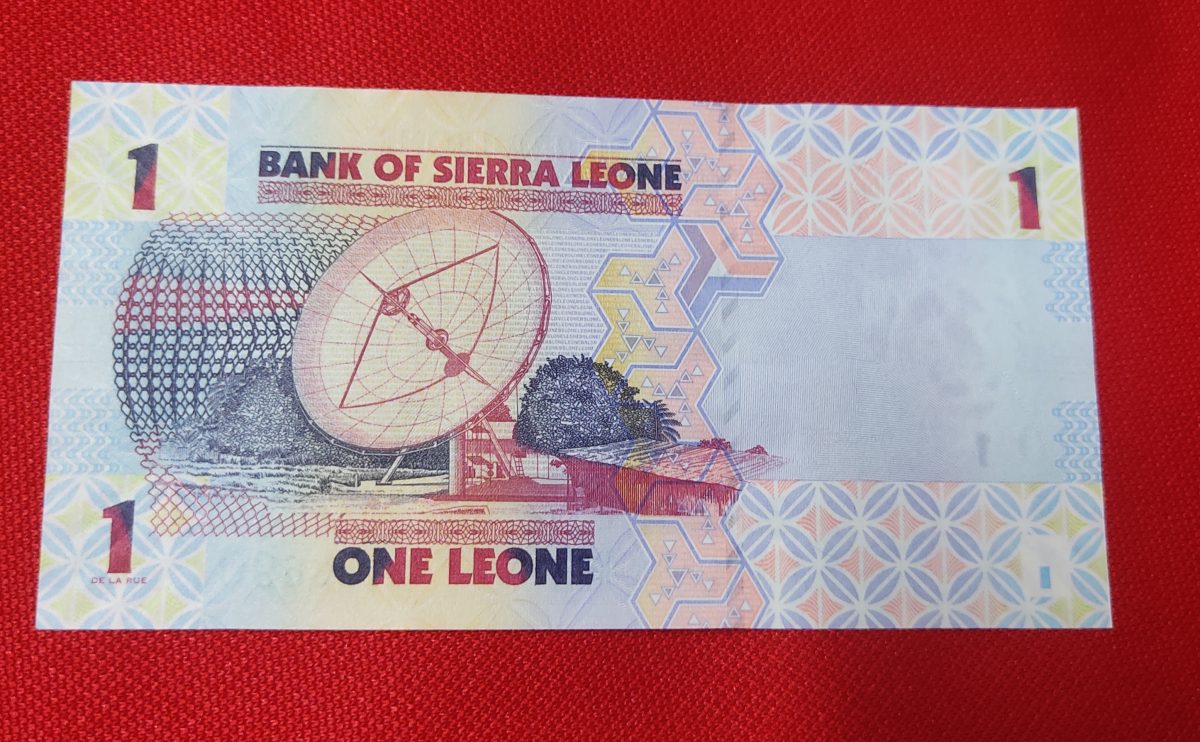 1
BANK OF SIERRA LEONE
1
1
DE LA RUE
ONE LEONE